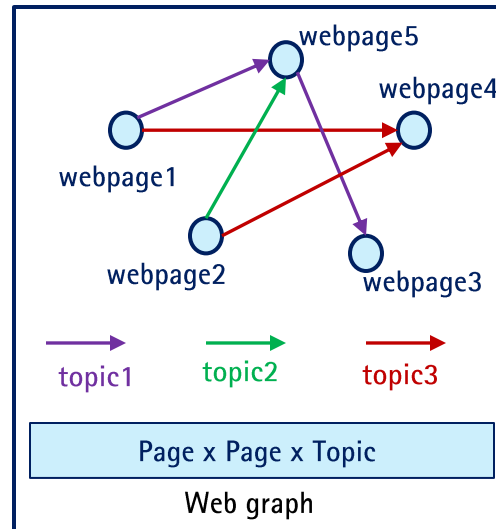 webpage5
webpage4
webpage1
webpage2
webpage3
topic1
topic2
topic3
Page x Page x Topic
Web graph